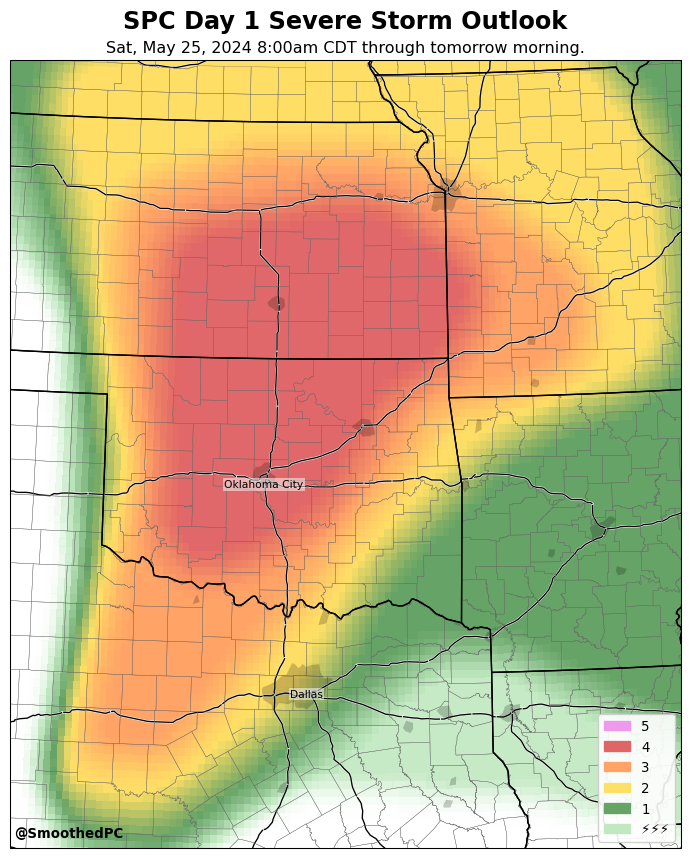 SPC Day 1 Severe Storm Outlook
Sat, May 25, 2024 8:00am CDT through tomorrow morning.
Oklahoma City
Dallas
5
4
3
2
1
⚡⚡⚡
@SmoothedPC